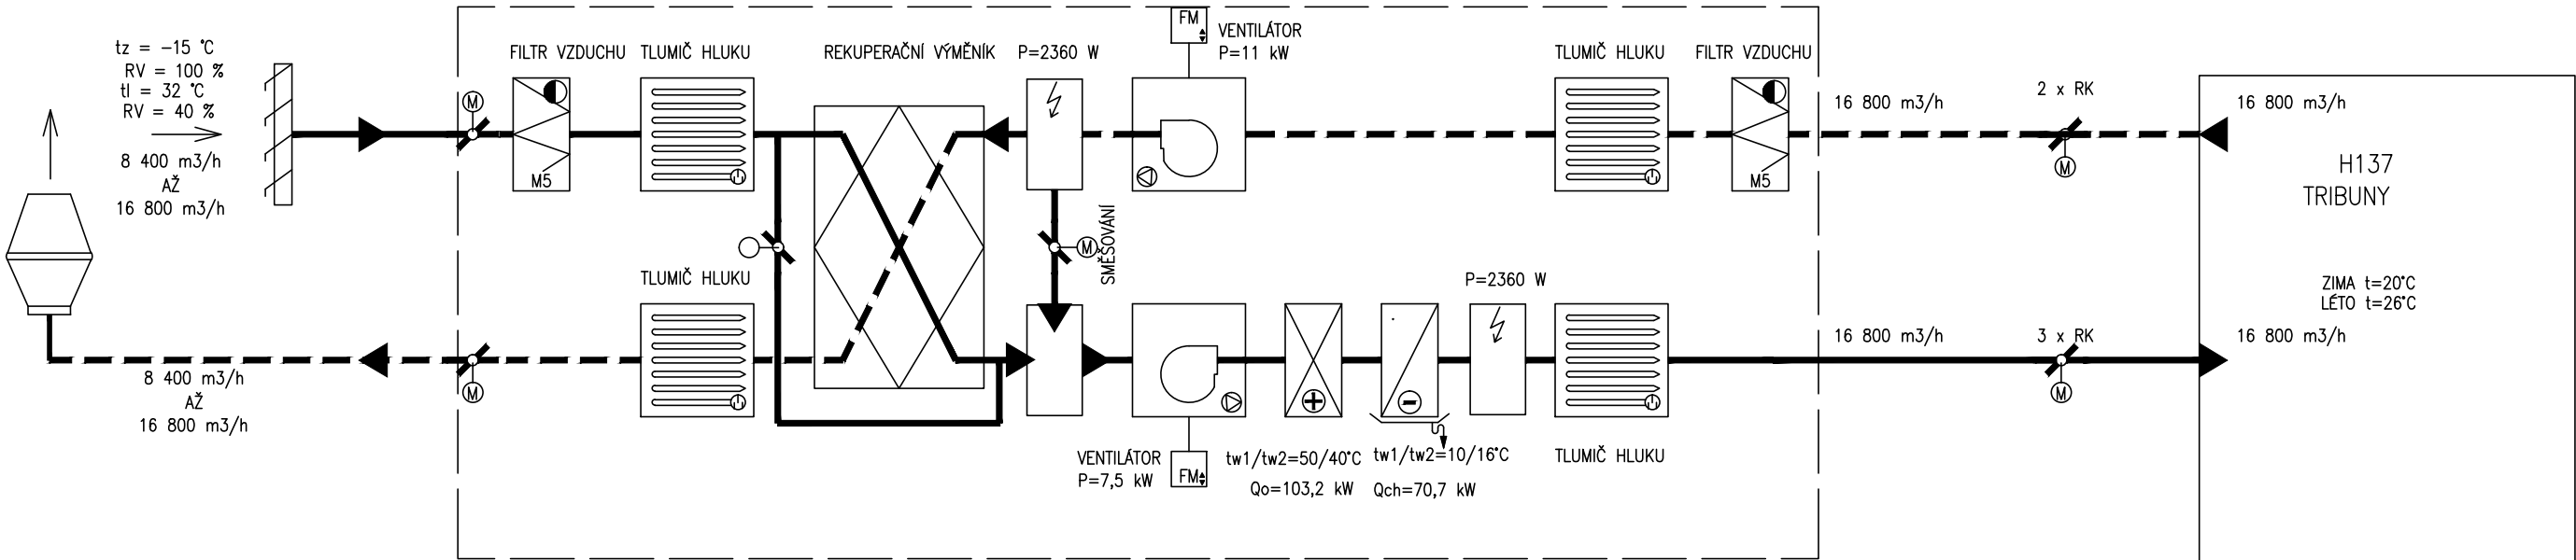 tz = -15 °C
RV = 100 %
tl = 32 °C
RV = 40 %
8 400 m3/h
AŽ
16 800 m3/h
8 400 m3/h
AŽ
16 800 m3/h
M
FILTR VZDUCHU
M5
TLUMIČ HLUKU
REKUPERAČNÍ VÝMĚNÍK
P=2360 W
FM
VENTILÁTOR
P=11 kW
TLUMIČ HLUKU
FILTR VZDUCHU
M5
16 800 m3/h
2 x RK
M
16 800 m3/h
H137
TRIBUNY
ZIMA t=20°C
LÉTO t=26°C
M
SMĚŠOVÁNÍ
TLUMIČ HLUKU
M
P=2360 W
16 800 m3/h
3 x RK
M
16 800 m3/h
VENTILÁTOR
P=7,5 kW
FM
tw1/tw2=50/40°C
Qo=103,2 kW
tw1/tw2=10/16°C
Qch=70,7 kW
TLUMIČ HLUKU